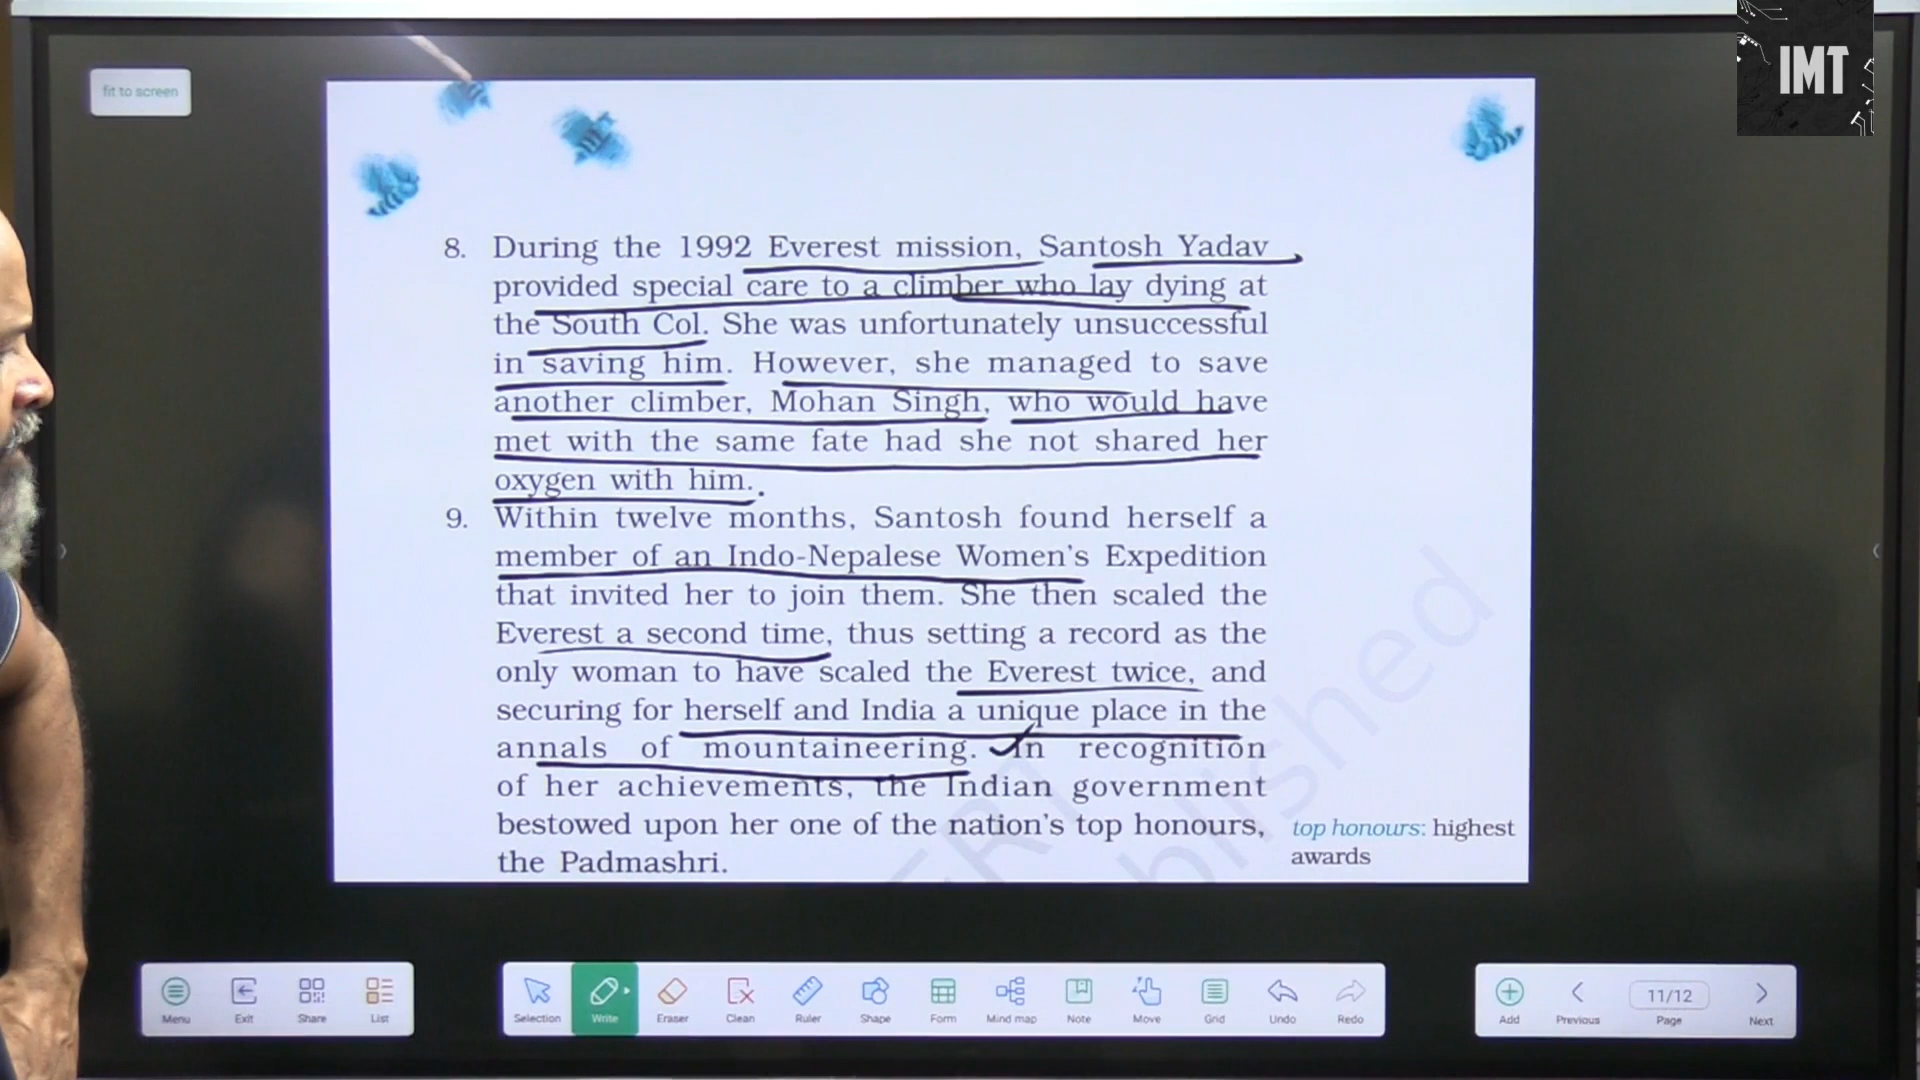 IMT
fit to screen
8. During the 1992 Everest mission, Santosh Yadav
provided special care to a climber who lay dying at
the South Col. She was unfortunately unsuccessful
in saving him. However, she managed to save
another climber, Mohan Singh, who would have
met with the same fate had she not shared her
oxygen with him.
9. Within twelve months, Santosh found herself a
member of an Indo-Nepalese Women's Expedition
that invited her to join them. She then scaled the
Everest a second time, thus setting a record as the
only woman to have scaled the Everest twice, and
securing for herself and India a unique place in the
annals of mountaineering. In recognition
of her achievements, the Indian government
bestowed upon her one of the nation's top honours,
the Padmashri.
top honours: highest
awards
blished
Menu Exit Share List
Selection Write Eraser Clean Ruler Shape Form Mind map Note Move Grid Undo Redo
11/12
Add Previous Page Next